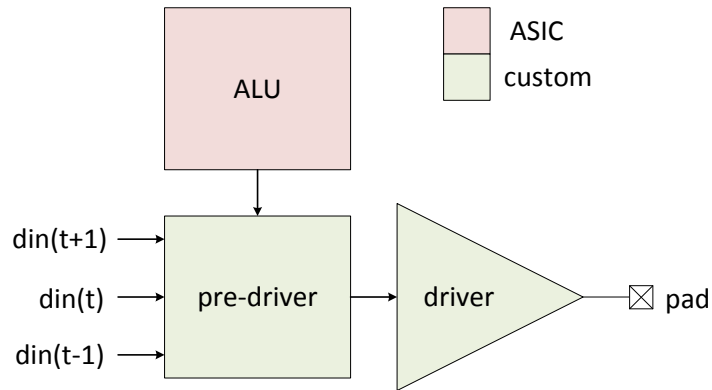 ASIC
ALU
custom
din(t+1)
din(t)
pre-driver
driver
pad
din(t-1)